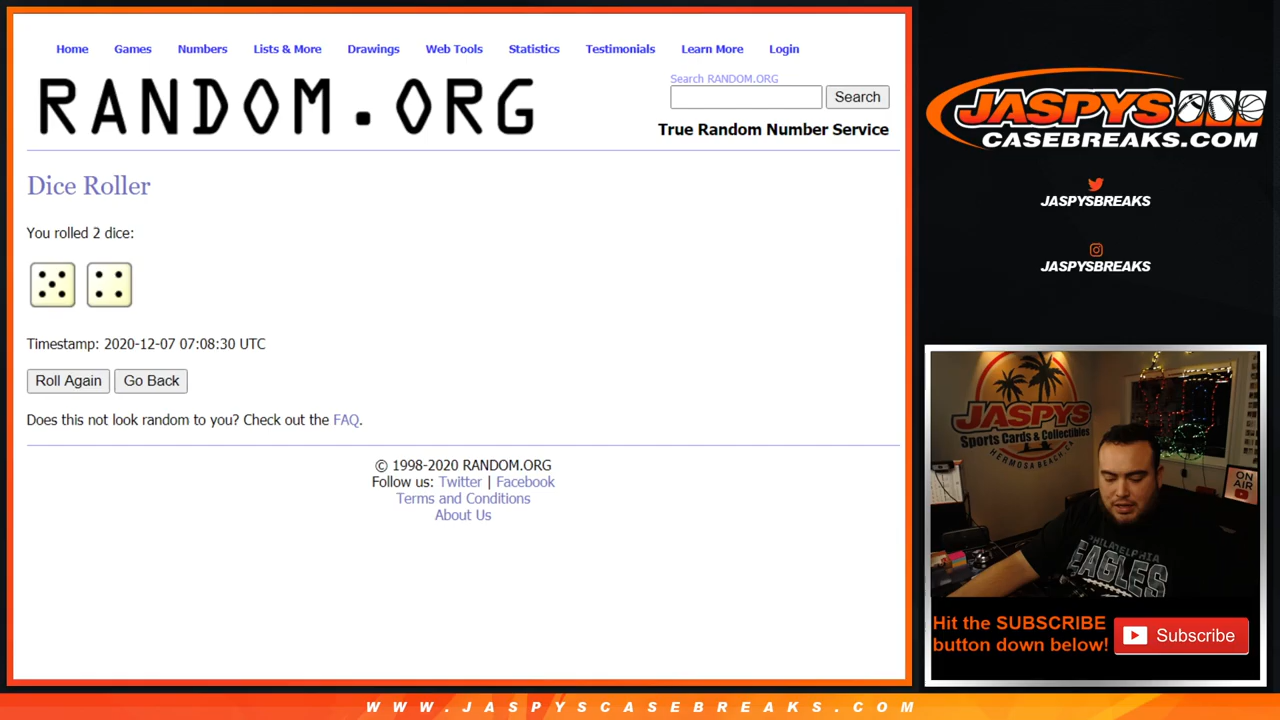 Home Games Numbers Lists & More Drawings Web Tools Statistics Testimonials Learn More Login
RANDOM.ORG
Search RANDOM.ORG
Search
True Random Number Service
Dice Roller
You rolled 2 dice:
Timestamp: 2020-12-07 07:08:30 UTC
Roll Again Go Back
Does this not look random to you? Check out the FAQ.
© 1998-2020 RANDOM.ORG
Follow us: Twitter | Facebook
Terms and Conditions
About Us
JASPYS
CASEBREAKS.COM
JASPYSBREAKS
JASPYSBREAKS
JASPYS
Sports Cards & Collectibles
HERMOSA BEACH, CA
ON
AIR
PHILADELPHIA
EAGLES
Hit the SUBSCRIBE
button down below!
Subscribe
WWW.JASPYSCASEBREAKS.COM